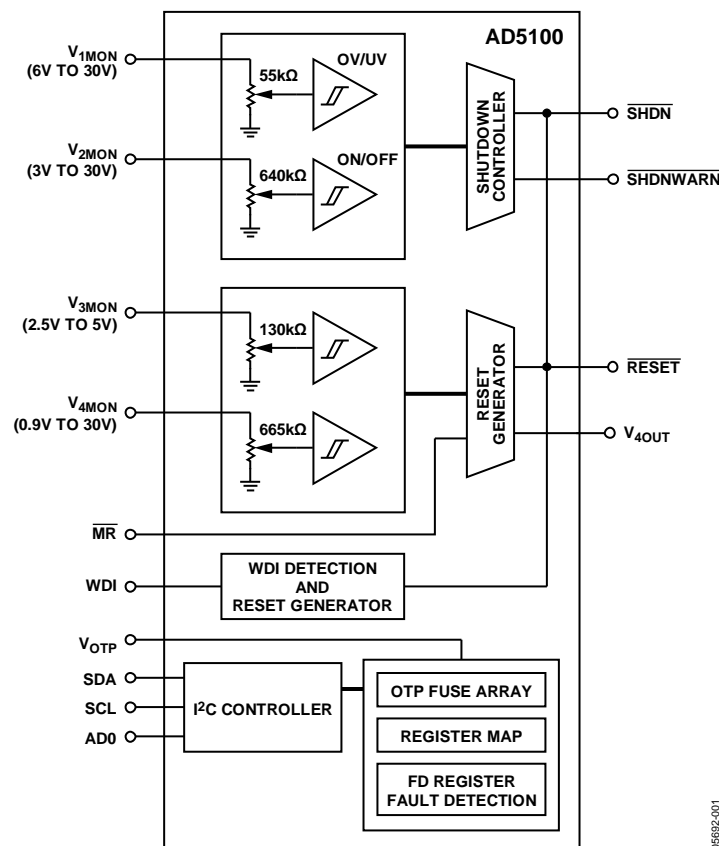 AD5100
V1MON
(6V TO 30V)
55kΩ
OV/UV
V2MON
(3V TO 30V)
640kΩ
ON/OFF
SHUTDOWN
CONTROLLER
SHDN
SHDNWARN
V3MON
(2.5V TO 5V)
130kΩ
V4MON
(0.9V TO 30V)
665kΩ
RESET
GENERATOR
RESET
V4OUT
MR
WDI
WDI DETECTION
AND
RESET GENERATOR
VOTP
SDA
SCL
AD0
I2C CONTROLLER
OTP FUSE ARRAY
REGISTER MAP
FD REGISTER
FAULT DETECTION
05692-001